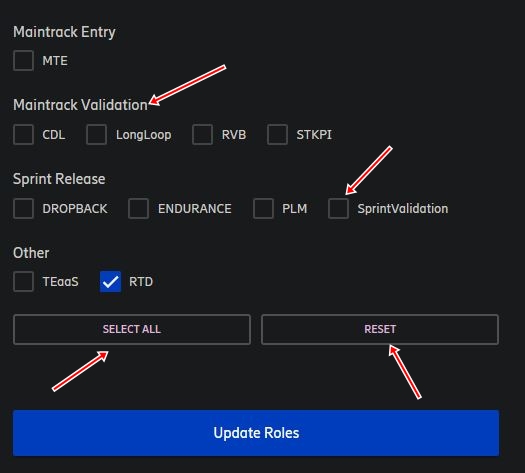 Maintrack Entry
MTE
Maintrack Validation
CDL LongLoop RVB STKPI
Sprint Release
DROPBACK ENDURANCE PLM SprintValidation
Other
TEaaS RTD
SELECT ALL RESET
Update Roles